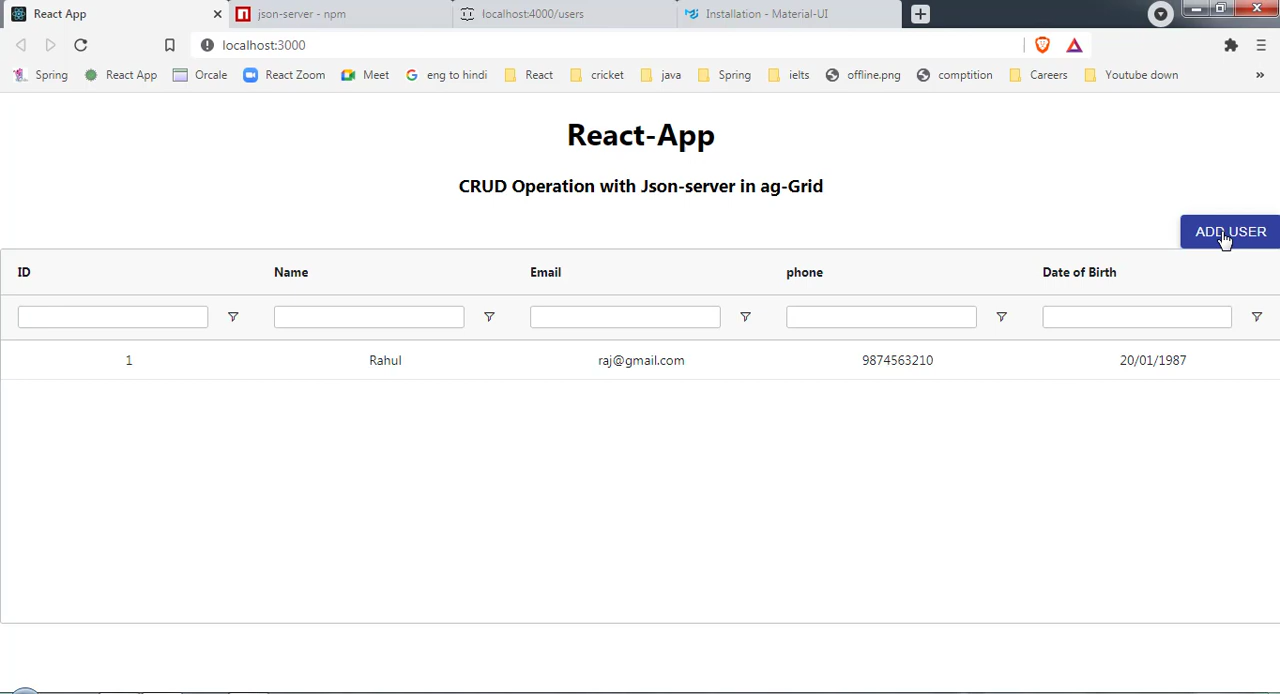 React App json-server - npm localhost:4000/users Installation - Material-UI
localhost:3000
Spring React App Orcale React Zoom Meet eng to hindi React cricket java Spring ielts offline.png comptition Careers Youtube down »
React-App
CRUD Operation with Json-server in ag-Grid
ADD USER
ID Name Email phone Date of Birth
1 Rahul raj@gmail.com 9874563210 20/01/1987